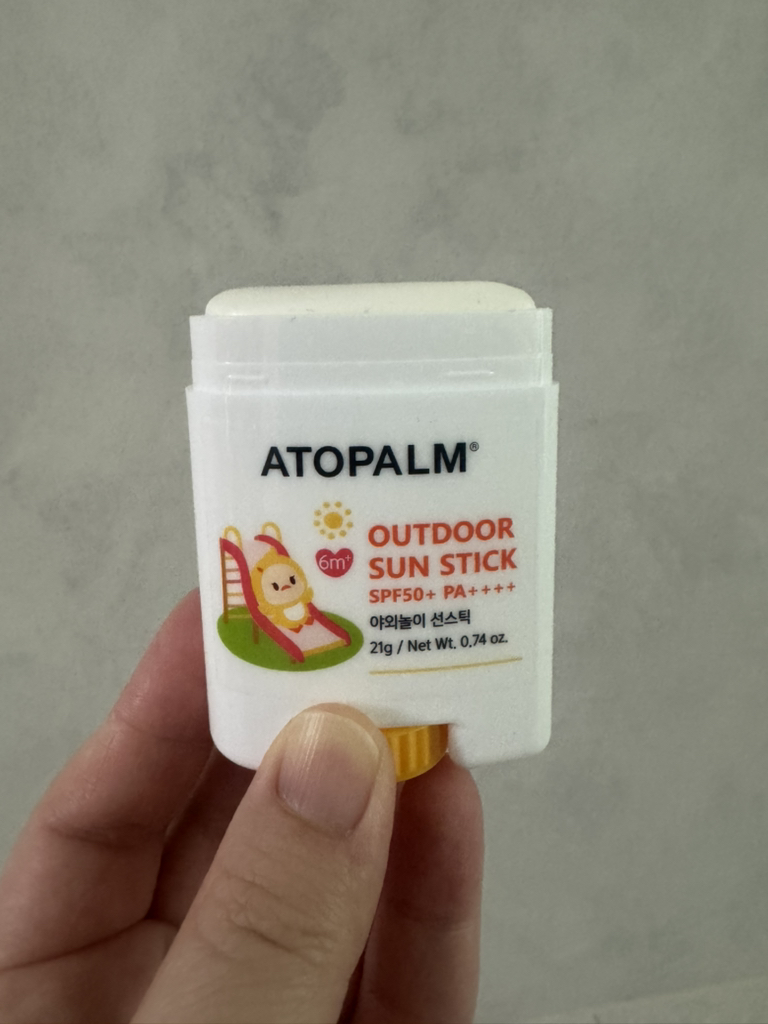 ATOPALM®
6m+
OUTDOOR
SUN STICK
SPF50+ PA++++
야외놀이 선스틱
21g / Net Wt. 0.74 oz.